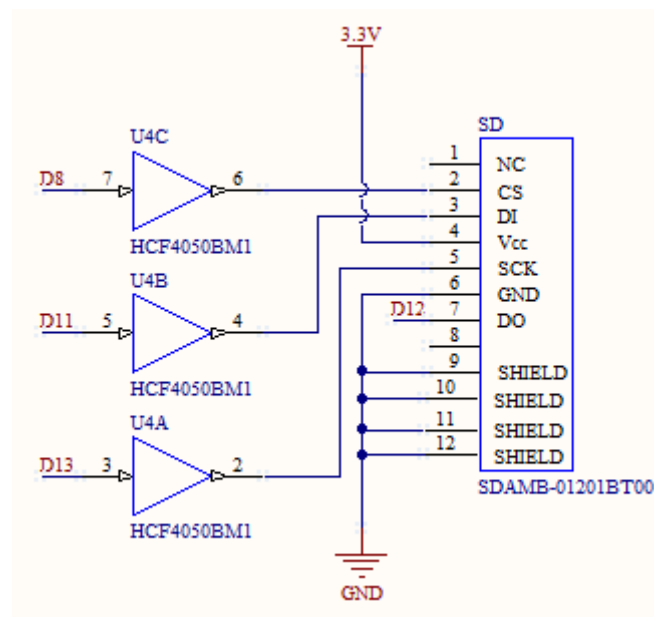 3.3V
U4C
D8 7 6
HCF4050BM1
U4B
D11 5 4
HCF4050BM1
U4A
D13 3 2
HCF4050BM1
SD
1 NC
2 CS
3 DI
4 Vcc
5 SCK
6 GND
D12 7 DO
8
9 SHIELD
10 SHIELD
11 SHIELD
12 SHIELD
SDAMB-01201BT00
GND